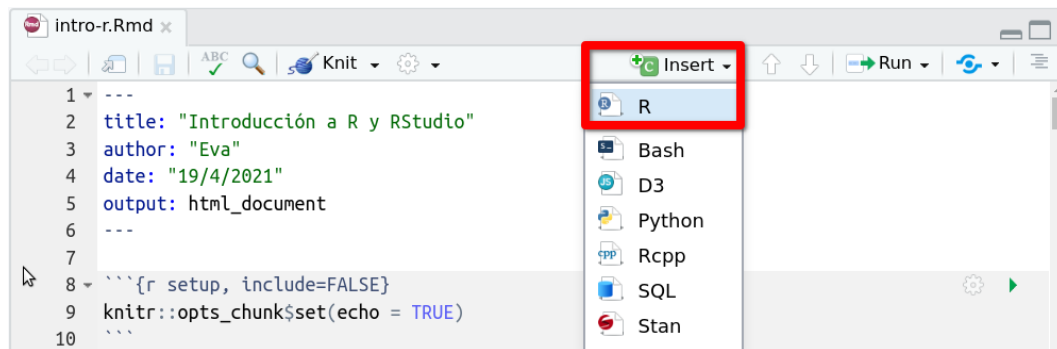 intro-r.Rmd
ABC Knit Insert Run
R
Bash
D3
Python
Rcpp
SQL
Stan
1 ---
2 title: "Introducción a R y RStudio"
3 author: "Eva"
4 date: "19/4/2021"
5 output: html_document
6 ---
7
8 ```{r setup, include=FALSE}
9 knitr::opts_chunk$set(echo = TRUE)
10 ```